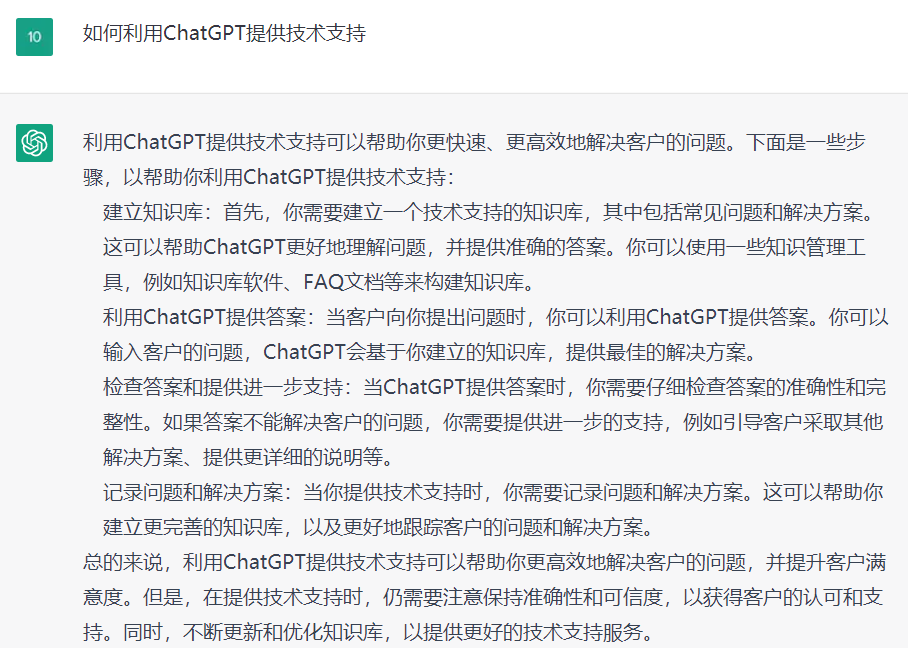 10
如何利用ChatGPT提供技术支持
利用ChatGPT提供技术支持可以帮助你更快速、更高效地解决客户的问题。下面是一些步
骤，以帮助你利用ChatGPT提供技术支持：
建立知识库：首先，你需要建立一个技术支持的知识库，其中包括常见问题和解决方案。
这可以帮助ChatGPT更好地理解问题，并提供准确的答案。你可以使用一些知识管理工
具，例如知识库软件、FAQ文档等来构建知识库。
利用ChatGPT提供答案：当客户向你提出问题时，你可以利用ChatGPT提供答案。你可以
输入客户的问题，ChatGPT会基于你建立的知识库，提供最佳的解决方案。
检查答案和提供进一步支持：当ChatGPT提供答案时，你需要仔细检查答案的准确性和完
整性。如果答案不能解决客户的问题，你需要提供进一步的支持，例如引导客户采取其他
解决方案、提供更详细的说明等。
记录问题和解决方案：当你提供技术支持时，你需要记录问题和解决方案。这可以帮助你
建立更完善的知识库，以及更好地跟踪客户的问题和解决方案。
总的来说，利用ChatGPT提供技术支持可以帮助你更高效地解决客户的问题，并提升客户满
意度。但是，在提供技术支持时，仍需要注意保持准确性和可信度，以获得客户的认可和支
持。同时，不断更新和优化知识库，以提供更好的技术支持服务。